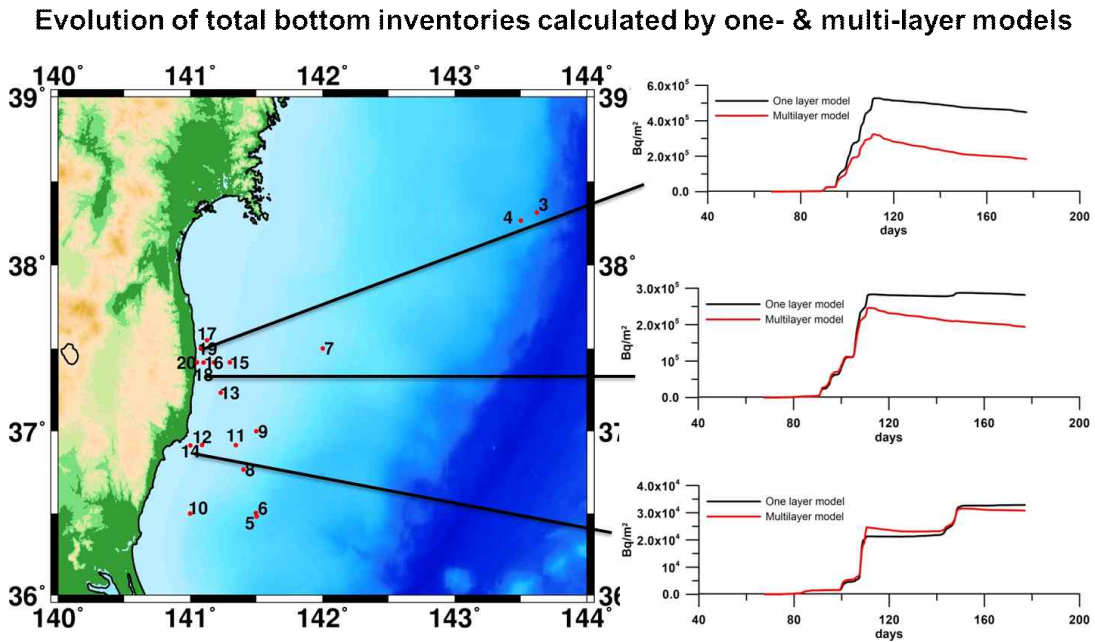 Evolution of total bottom inventories calculated by one- & multi-layer models
140° 141° 142° 143° 144°
39° 39°
38° 38°
37° 37
36° 36
140° 141° 142° 143° 144°
3
4
17
19
7
20 16 15
18
13
12 11 9
14
8
10 6
5
6.0x10⁵
4.0x10⁵
2.0x10⁵
0.0
Bq/m²
One layer model
Multilayer model
40 80 120 160 200
days
3.0x10⁵
2.0x10⁵
10⁵
0.0
Bq/m²
One layer model
Multilayer model
40 80 120 160 200
days
4.0x10⁴
3.0x10⁴
2.0x10⁴
10⁴
0.0
Bq/m²
One layer model
Multilayer model
40 80 120 160 200
days